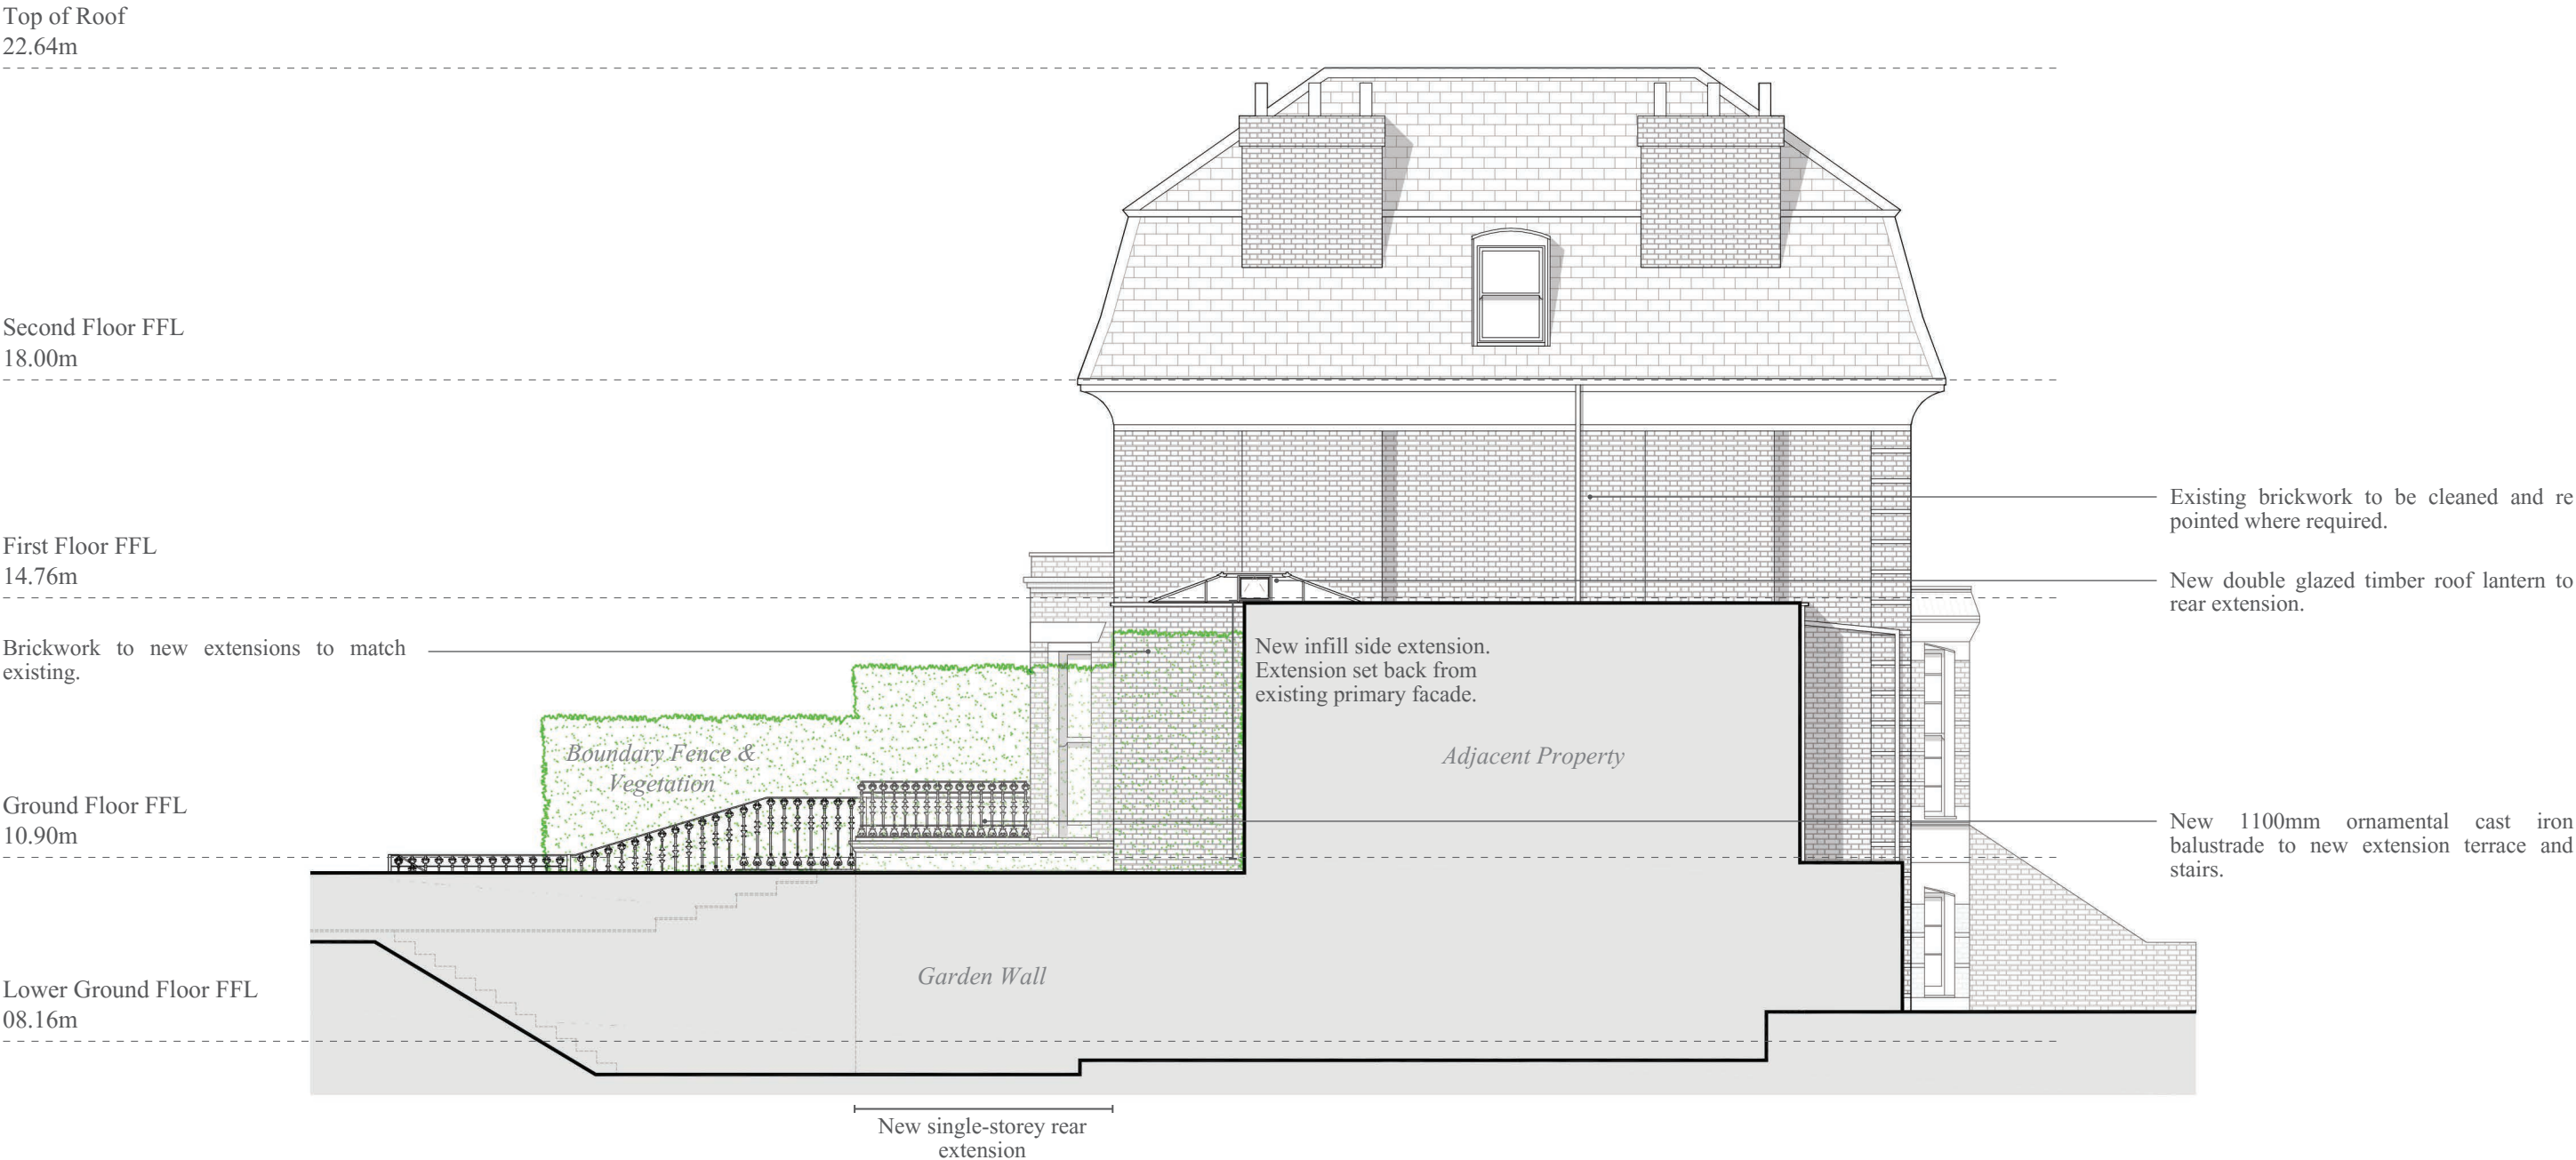 Top of Roof
22.64m
Second Floor FFL
18.00m
First Floor FFL
14.76m
Brickwork to new extensions to match
existing.
Ground Floor FFL
10.90m
Lower Ground Floor FFL
08.16m
Boundary Fence &
Vegetation
New infill side extension.
Extension set back from
existing primary facade.
Adjacent Property
Garden Wall
New single-storey rear
extension
Existing brickwork to be cleaned and re
pointed where required.
New double glazed timber roof lantern to
rear extension.
New 1100mm ornamental cast iron
balustrade to new extension terrace and
stairs.